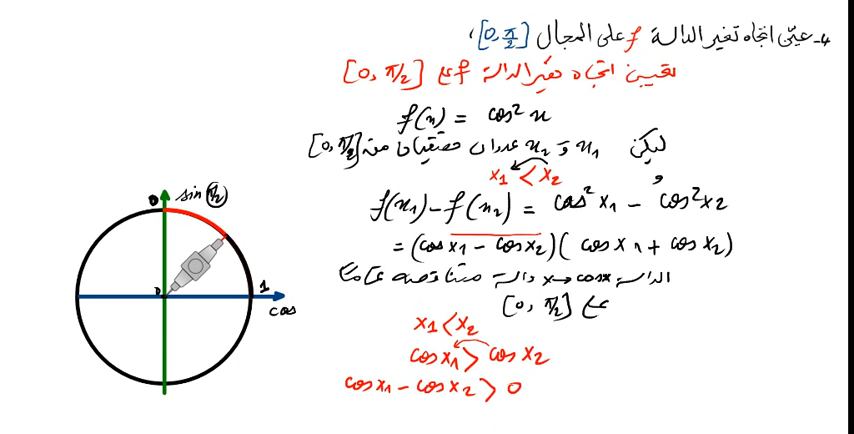 4- عيّن اتجاه تغير الدالة f على المجال [0, π/2]،
تعيين اتجاه تغير الدالة f على [0, π/2]
f(x) = cos² x
ليكن x₁ و x₂ عددان حقيقيان من [0, π/2]
و x₁ < x₂
f(x₁) - f(x₂) = cos² x₁ - cos² x₂
= (cos x₁ - cos x₂)(cos x₁ + cos x₂)
الدالة x → cos x دالة متناقصة تماما
على [0, π/2]
x₁ < x₂
cos x₁ > cos x₂
cos x₁ - cos x₂ > 0
0 sin (π/2)
0 1
cos